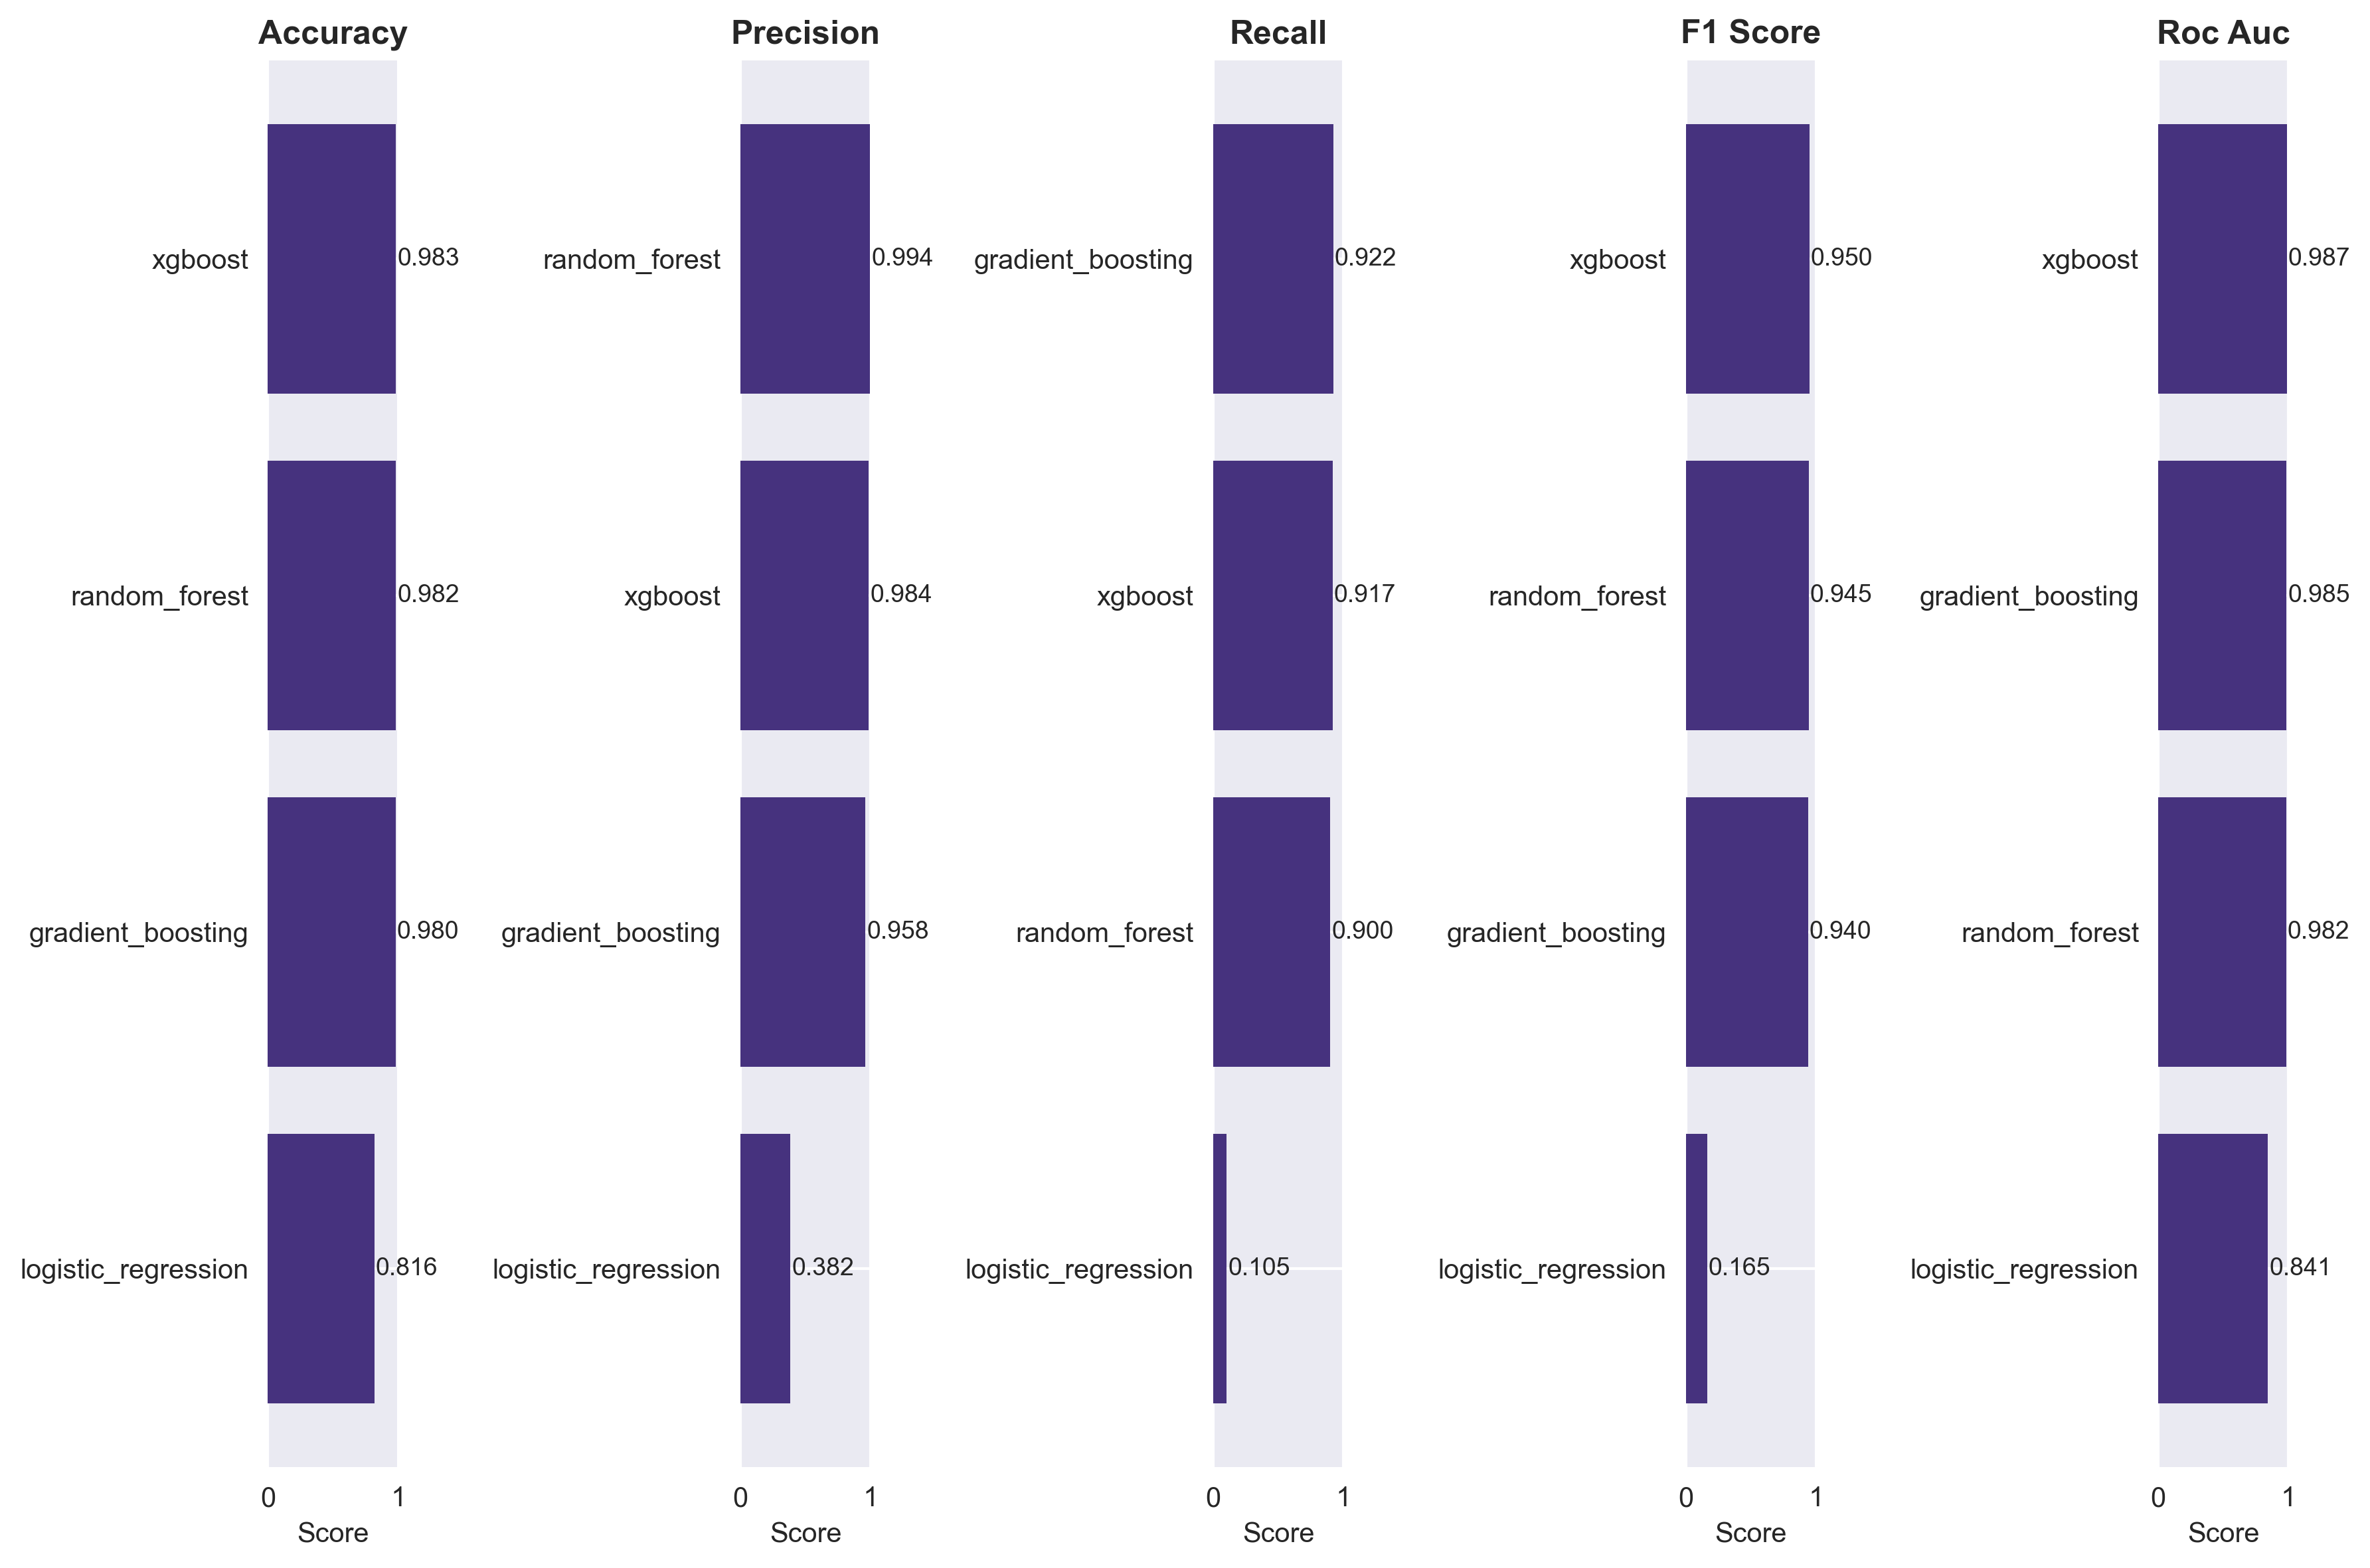 Accuracy
xgboost
0.983
random_forest
0.982
gradient_boosting
0.980
logistic_regression
0.816
0
1
Score
Precision
random_forest
0.994
xgboost
0.984
gradient_boosting
0.958
logistic_regression
0.382
0
1
Score
Recall
gradient_boosting
0.922
xgboost
0.917
random_forest
0.900
logistic_regression
0.105
0
1
Score
F1 Score
xgboost
0.950
random_forest
0.945
gradient_boosting
0.940
logistic_regression
0.165
0
1
Score
Roc Auc
xgboost
0.987
gradient_boosting
0.985
random_forest
0.982
logistic_regression
0.841
0
1
Score